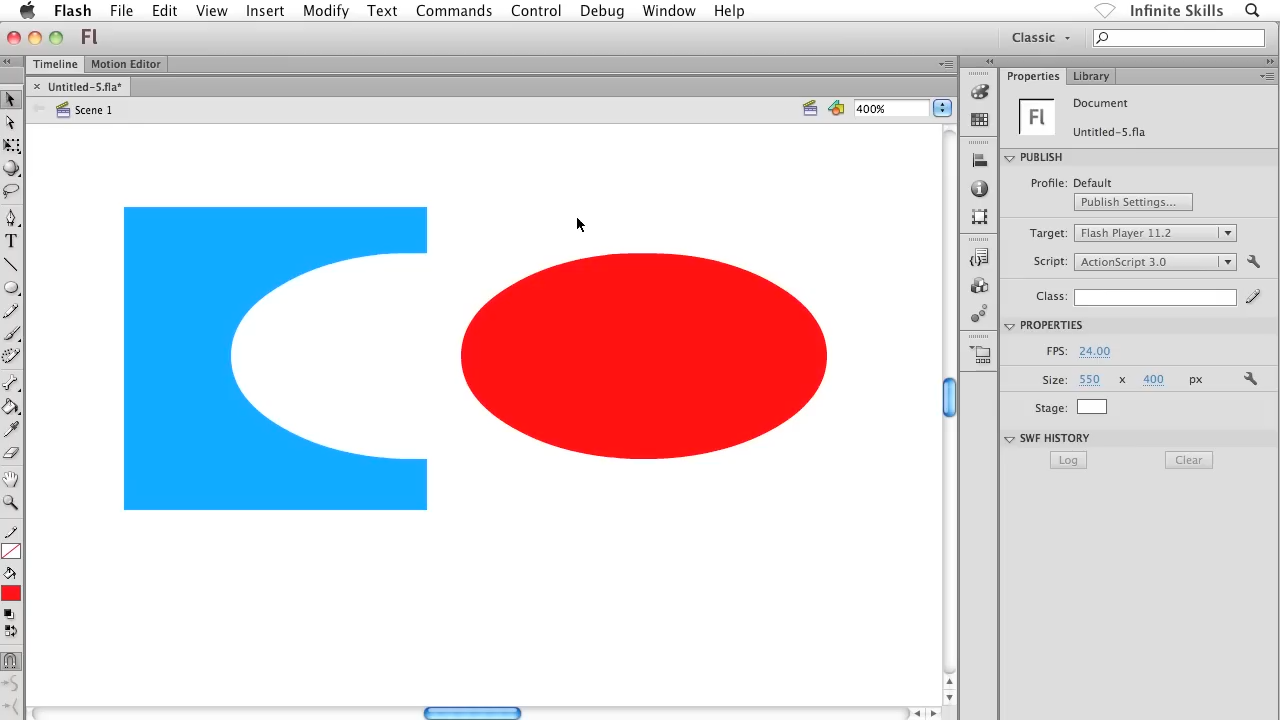 Flash File Edit View Insert Modify Text Commands Control Debug Window Help Infinite Skills
Fl Classic
Timeline Motion Editor
Properties Library
Untitled-5.fla*
Scene 1
400%
Fl
Document
Untitled-5.fla
PUBLISH
Profile: Default
Publish Settings...
Target: Flash Player 11.2
Script: ActionScript 3.0
Class:
PROPERTIES
FPS: 24.00
Size: 550 x 400 px
Stage:
SWF HISTORY
Log Clear
T